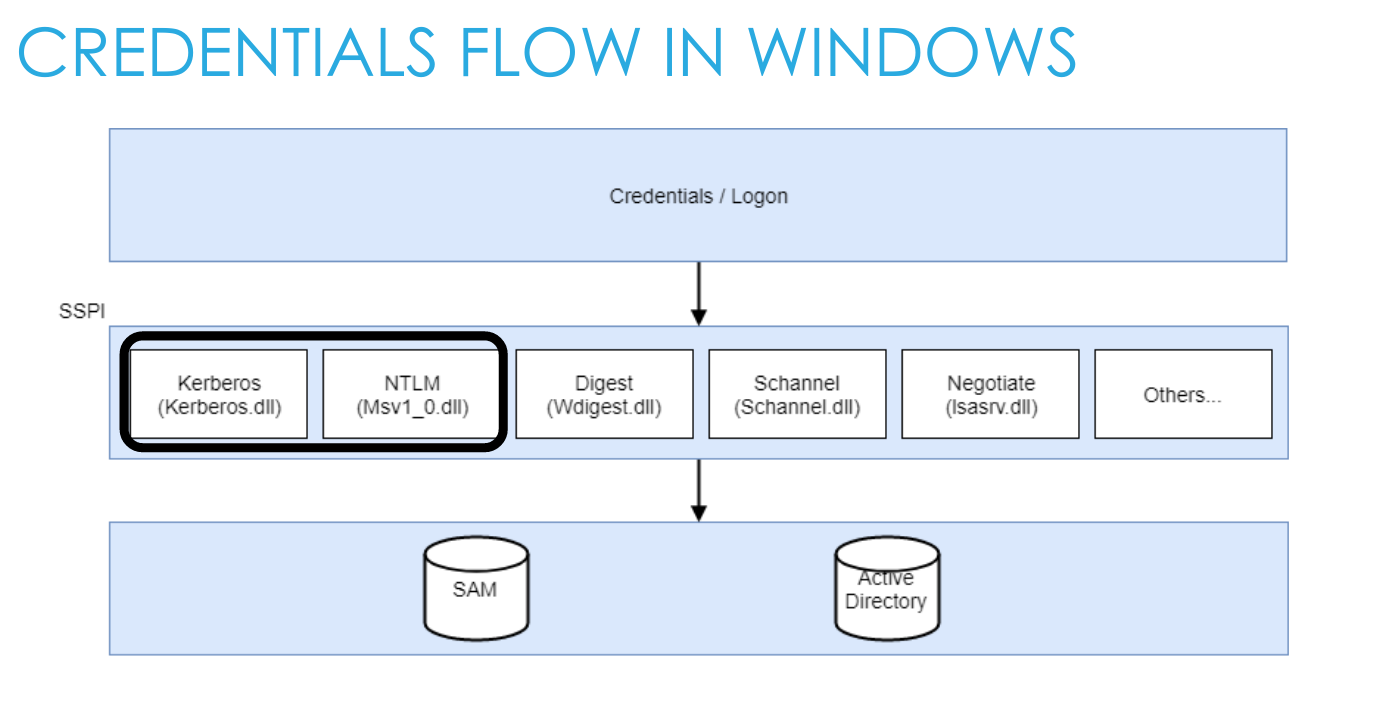 CREDENTIALS FLOW IN WINDOWS
Credentials / Logon
SSPI
Kerberos
(Kerberos.dll)
NTLM
(Msv1_0.dll)
Digest
(Wdigest.dll)
Schannel
(Schannel.dll)
Negotiate
(lsasrv.dll)
Others...
SAM
Active
Directory